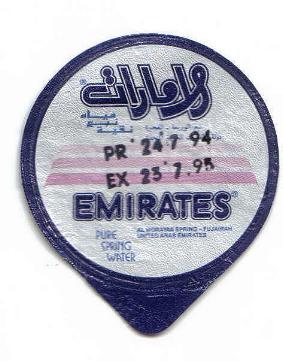 الإمارات
PR 24 7 94
EX 23 7.95
EMIRATES
PURE
SPRING
WATER
AL MORAYAA SPRING - FUJAIRAH
UNITED ARAB EMIRATES